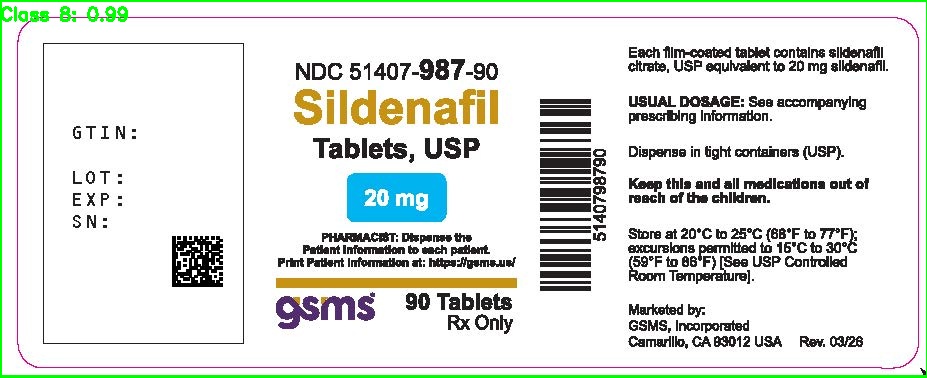 Class 8: 0.99
GTIN:
LOT:
EXP:
SN:
NDC 51407-987-90
Sildenafil
Tablets, USP
20 mg
PHARMACIST: Dispense the
Patient Information to each patient.
Print Patient Information at: https://gsms.us/
gsms®
90 Tablets
Rx Only
5140798790
Each film-coated tablet contains sildenafil
citrate, USP equivalent to 20 mg sildenafil.
USUAL DOSAGE: See accompanying
prescribing information.
Dispense in tight containers (USP).
Keep this and all medications out of
reach of the children.
Store at 20°C to 25°C (68°F to 77°F);
excursions permitted to 15°C to 30°C
(59°F to 86°F) [See USP Controlled
Room Temperature].
Marketed by:
GSMS, Incorporated
Camarillo, CA 93012 USA Rev. 03/26